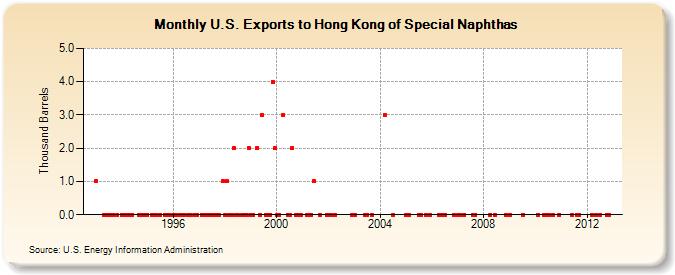 Monthly U.S. Exports to Hong Kong of Special Naphthas
Thousand Barrels
5.0
4.0
3.0
2.0
1.0
0.0
1996 2000 2004 2008 2012
Source: U.S. Energy Information Administration